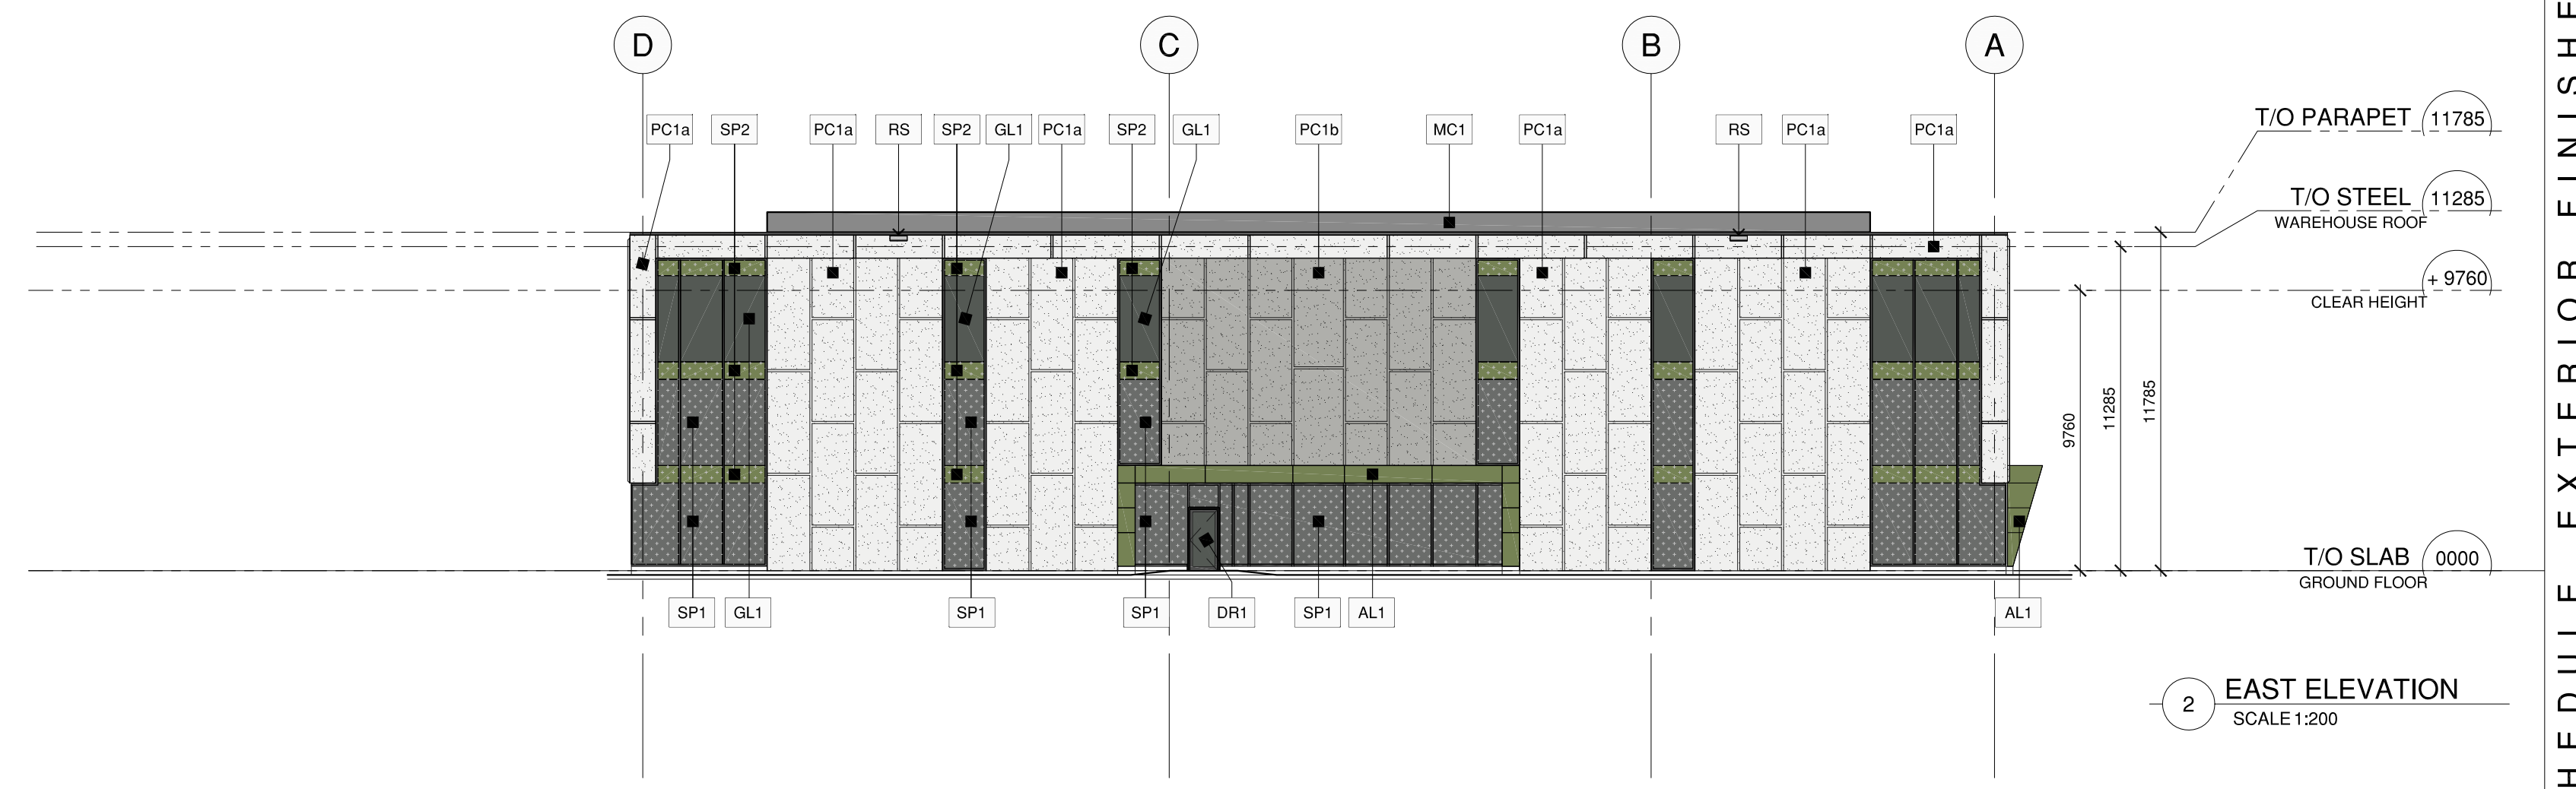 D C B A
T/O PARAPET 11785
PC1a SP2 PC1a RS SP2 GL1 PC1a SP2 GL1 PC1b MC1 PC1a RS PC1a PC1a
T/O STEEL 11285
WAREHOUSE ROOF
+ 9760
CLEAR HEIGHT
9760
11285
11785
T/O SLAB 0000
GROUND FLOOR
SP1 GL1 SP1 SP1 DR1 SP1 AL1 AL1
2 EAST ELEVATION
SCALE 1:200
HEDULE EXTERIOR FINISHE